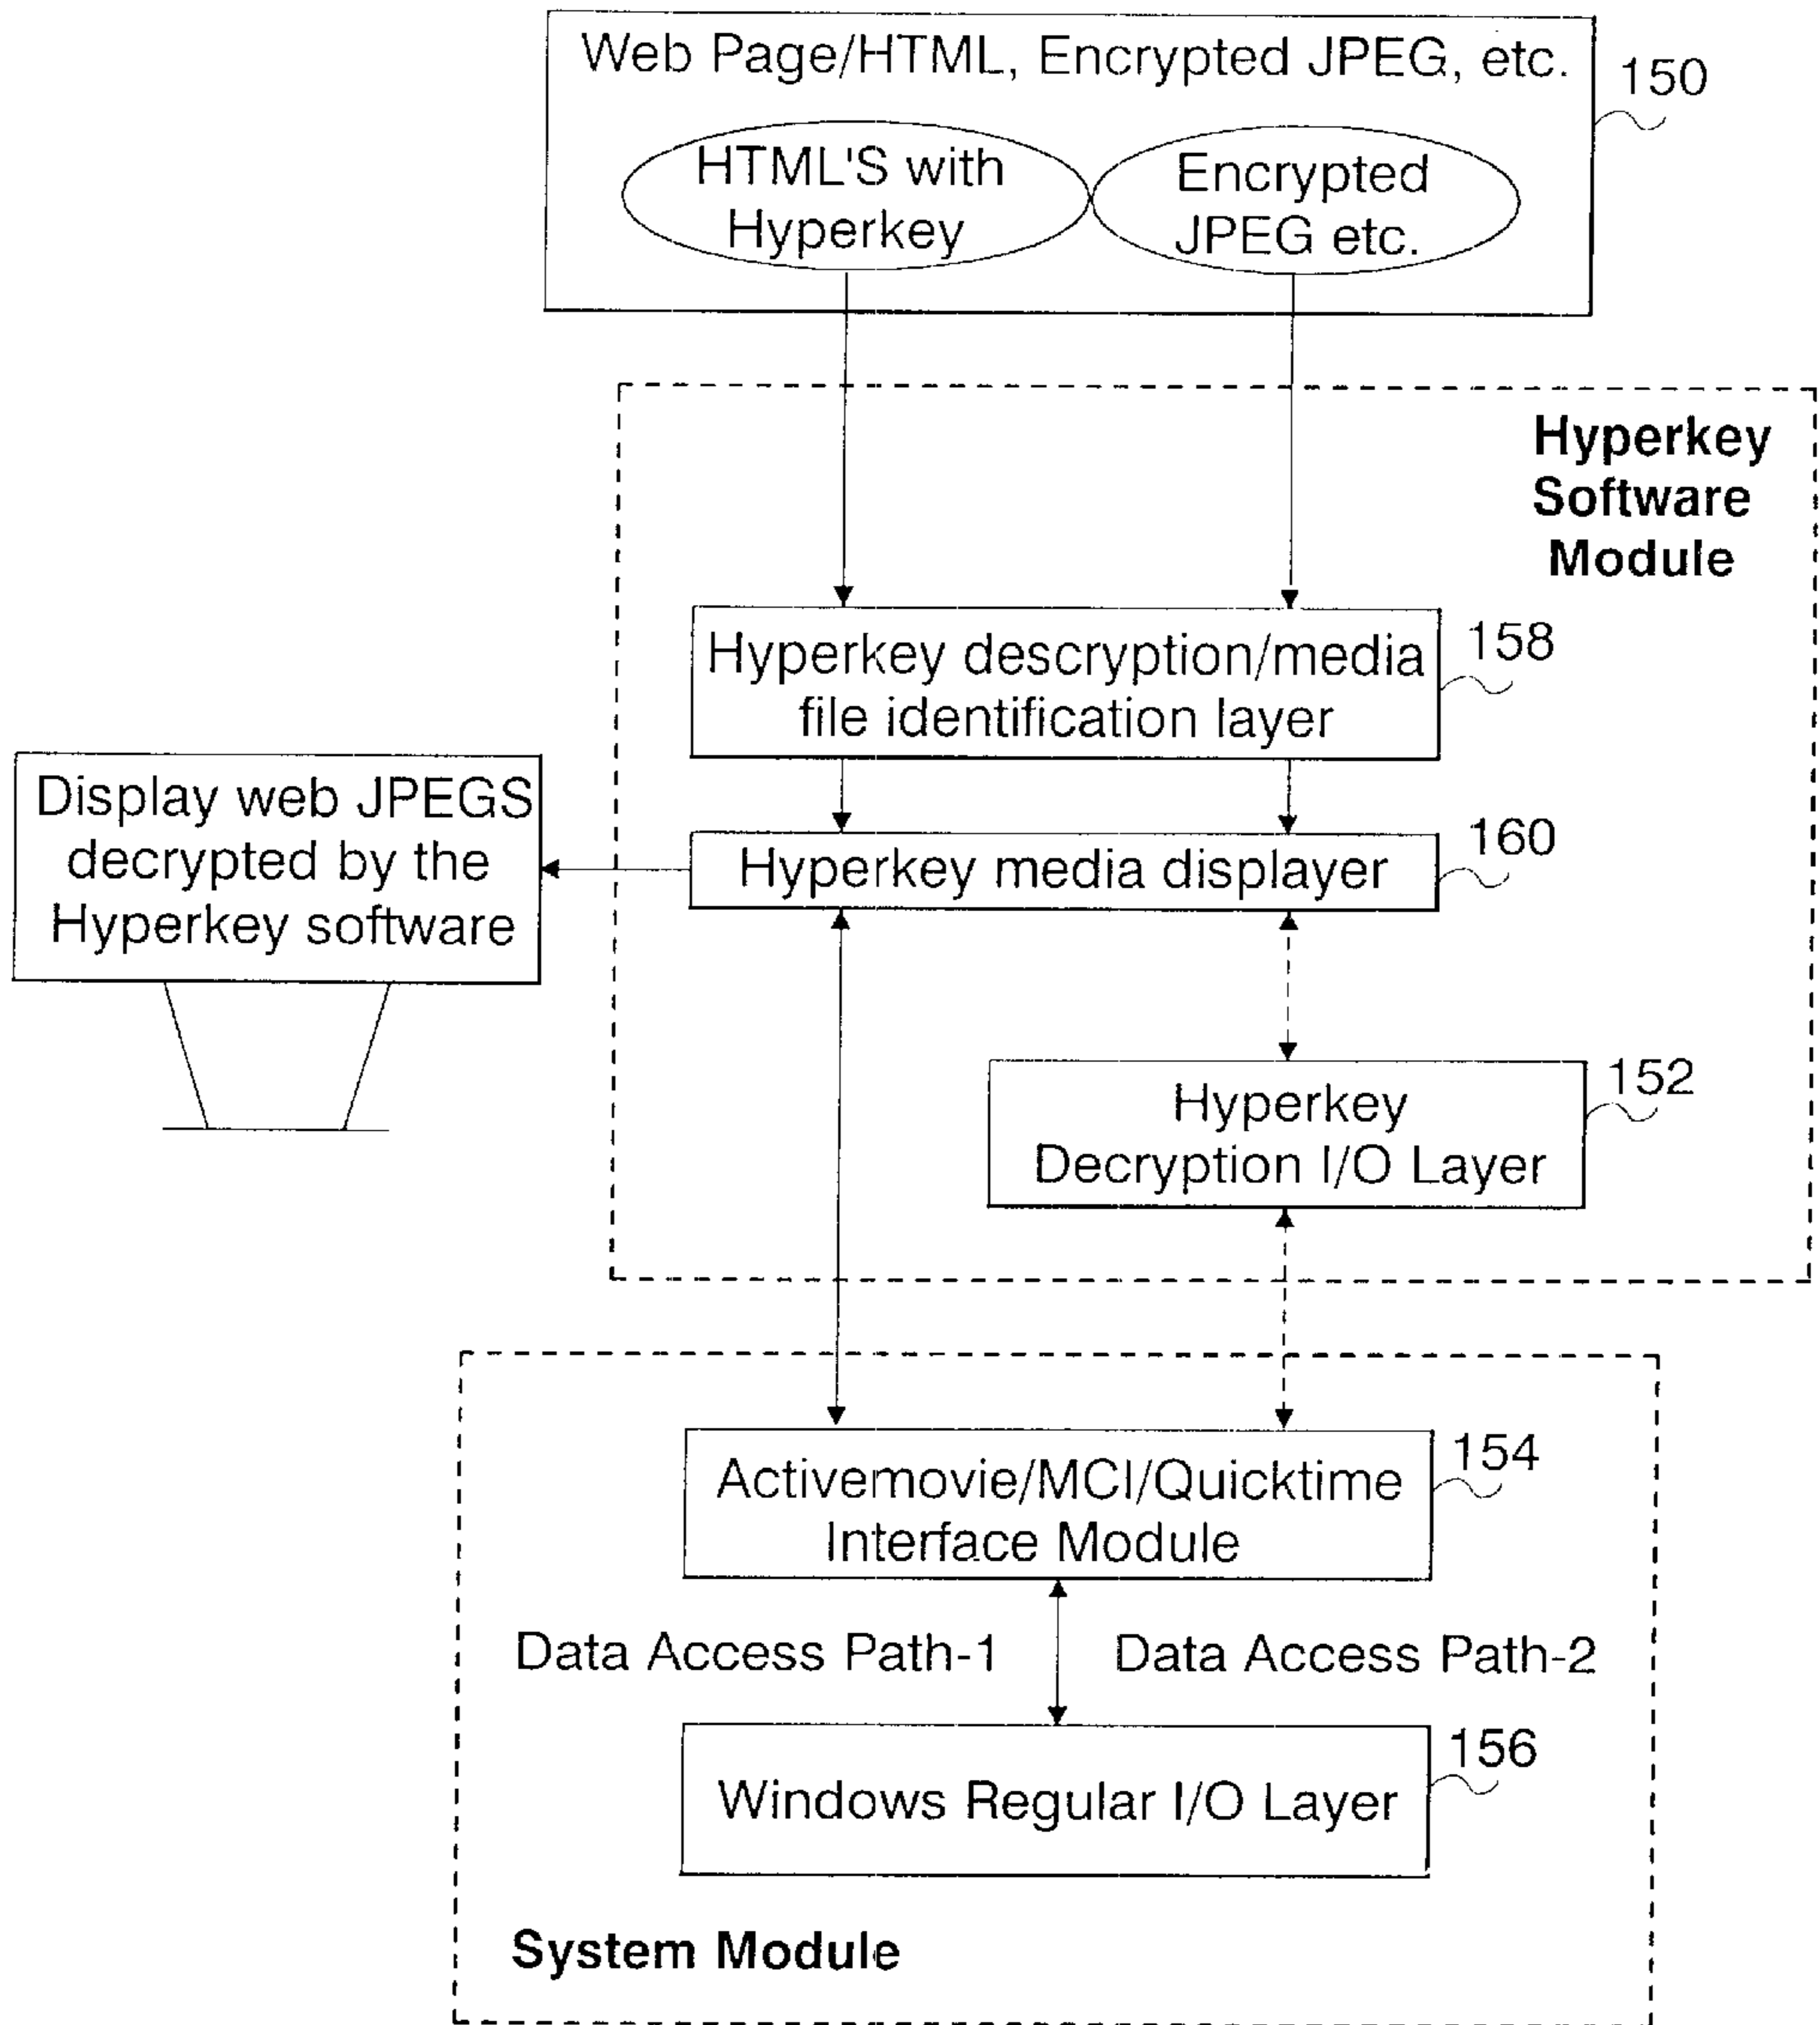 Web Page/HTML, Encrypted JPEG, etc.
150
HTML'S with
Hyperkey
Encrypted
JPEG etc.
Hyperkey
Software
Module
Hyperkey descryption/media
file identification layer
158
Display web JPEGS
decrypted by the
Hyperkey software
Hyperkey media displayer
160
Hyperkey
Decryption I/O Layer
152
Activemovie/MCI/Quicktime
Interface Module
154
Data Access Path-1
Data Access Path-2
Windows Regular I/O Layer
156
System Module